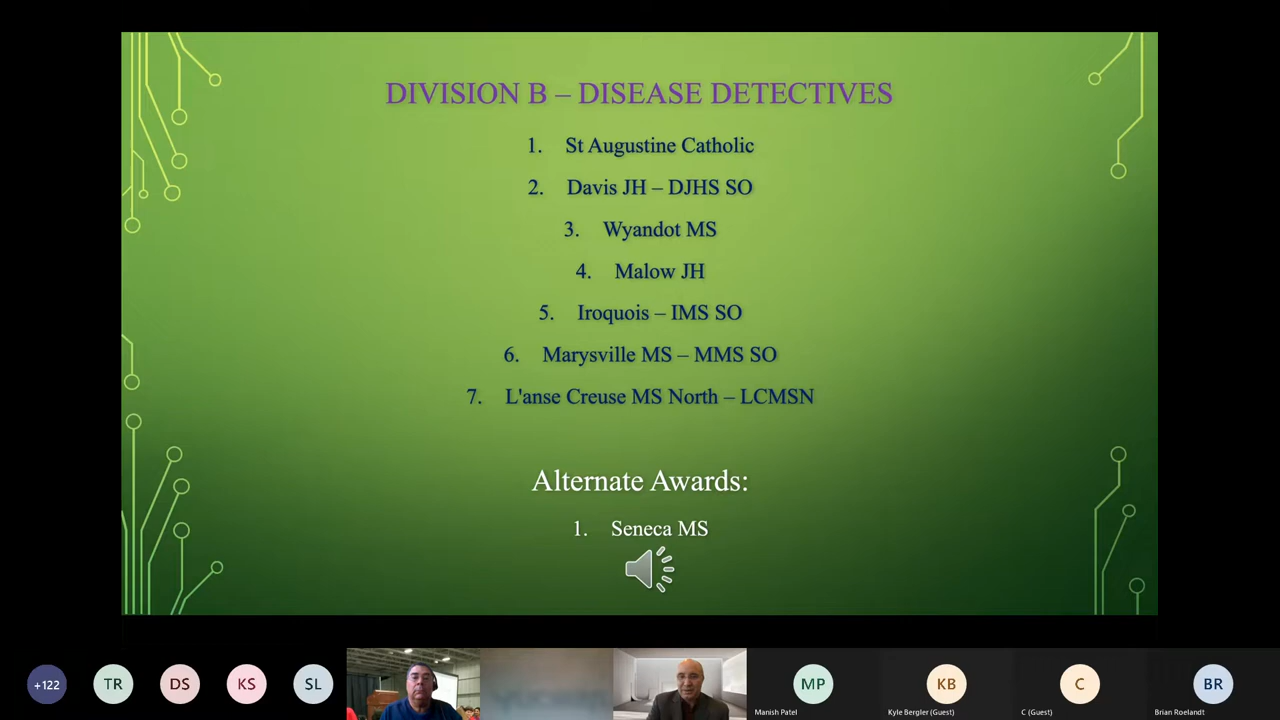 DIVISION B – DISEASE DETECTIVES
1. St Augustine Catholic
2. Davis JH – DJHS SO
3. Wyandot MS
4. Malow JH
5. Iroquois – IMS SO
6. Marysville MS – MMS SO
7. L'anse Creuse MS North – LCMSN
Alternate Awards:
1. Seneca MS
+122 TR DS KS SL MP KB C BR
Manish Patel Kyle Bergler (Guest) C (Guest) Brian Roelandt